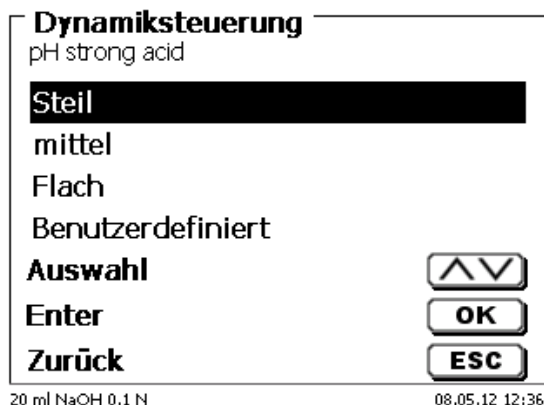 Dynamiksteuerung
pH strong acid
Steil
mittel
Flach
Benutzerdefiniert
Auswahl
Enter OK
Zurück ESC
20 ml NaOH 0.1 N 08.05.12 12:36